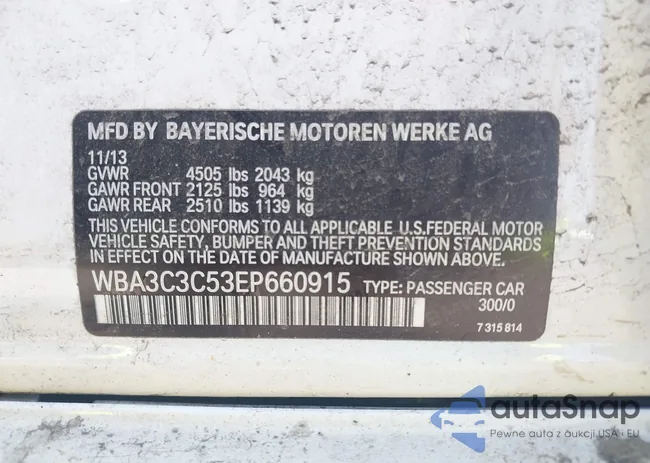 MFD BY BAYERISCHE MOTOREN WERKE AG
11/13
GVWR 4505 lbs 2043 kg
GAWR FRONT 2125 lbs 964 kg
GAWR REAR 2510 lbs 1139 kg
THIS VEHICLE CONFORMS TO ALL APPLICABLE U.S.FEDERAL MOTOR
VEHICLE SAFETY, BUMPER AND THEFT PREVENTION STANDARDS
IN EFFECT ON THE DATE OF MANUFACTURE SHOWN ABOVE.
WBA3C3C53EP660915 TYPE: PASSENGER CAR
300/0
7 315 814
autaSnap
Pewne auta z aukcji USA i EU